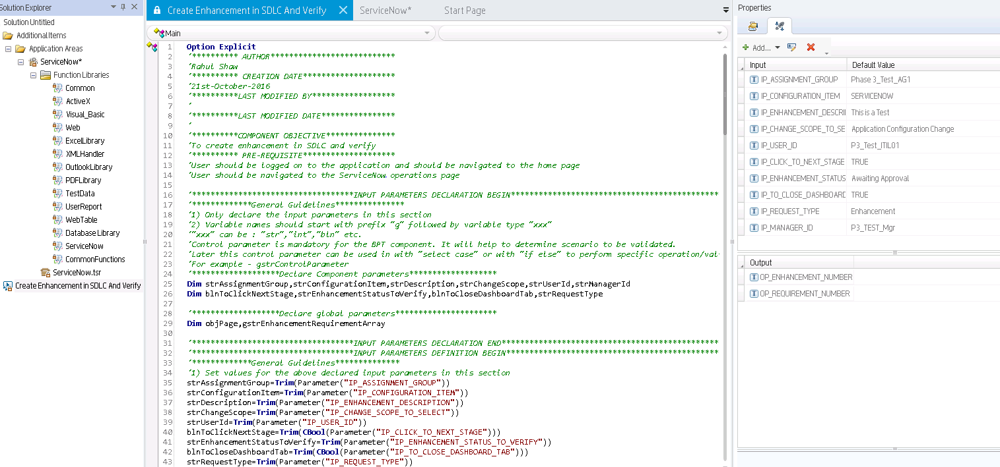 Solution Explorer
Solution Untitled
Additional Items
Application Areas
ServiceNow*
Function Libraries
Common
ActiveX
Visual_Basic
Web
ExcelLibrary
XMLHandler
OutlookLibrary
PDFLibrary
TestData
UserReport
WebTable
Database Library
ServiceNow
CommonFunctions
ServiceNow.tsr
Create Enhancement in SDLC And Verify
Create Enhancement in SDLC And Verify ServiceNow* Start Page
Main
1 Option Explicit
2 '********** AUTHOR***************************
3 'Rahul Shaw
4 '********** CREATION DATE********************
5 '21st-October-2016
6 '**********LAST MODIFIED BY******************
7 '
8 '**********LAST MODIFIED DATE****************
9 '
10 '**********COMPONENT OBJECTIVE***************
11 'To create enhancement in SDLC and verify
12 '********** PRE-REQUISITE********************
13 'User should be logged on to the application and should be navigated to the home page
14 'User should be navigated to the ServiceNow operations page
15
16 '***********************************INPUT PARAMETERS DECLARATION BEGIN*********************************************
17 '*************General Guidelines***************
18 '1) Only declare the input parameters in this section
19 '2) Variable names should start with prefix "g" followed by variable type "xxx"
20 '"xxx" can be : "str","int","bln" etc.
21 'Control parameter is mandatory for the BPT component. It will help to determine scenario to be validated.
22 'Later this control parameter can be used in with "select case" or with "if else" to perform specific operation/val
23 'For example - gstrControlParameter
24 '*******************Declare Component parameters*******************
25 Dim strAssignmentGroup,strConfigurationItem,strDescription,strChangeScope,strUserId,strManagerId
26 Dim blnToClickNextStage,strEnhancementStatusToVerify,blnToCloseDashboardTab,strRequestType
27
28 '*******************Declare global parameters**********************
29 Dim objPage,gstrEnhancementRequirementArray
30
31 '***********************************INPUT PARAMETERS DECLARATION END***********************************************
32 '***********************************INPUT PARAMETERS DEFINITION BEGIN**********************************************
33 '*************General Guidelines**************
34 '1) Set values for the above declared input parameters in this section
35 strAssignmentGroup=Trim(Parameter("IP_ASSIGNMENT_GROUP"))
36 strConfigurationItem=Trim(Parameter("IP_CONFIGURATION_ITEM"))
37 strDescription=Trim(Parameter("IP_ENHANCEMENT_DESCRIPTION"))
38 strChangeScope=Trim(Parameter("IP_CHANGE_SCOPE_TO_SELECT"))
39 strUserId=Trim(Parameter("IP_USER_ID"))
40 blnToClickNextStage=Trim(CBool(Parameter("IP_CLICK_TO_NEXT_STAGE")))
41 strEnhancementStatusToVerify=Trim(Parameter("IP_ENHANCEMENT_STATUS_TO_VERIFY"))
42 blnToCloseDashboardTab=Trim(CBool(Parameter("IP_TO_CLOSE_DASHBOARD_TAB")))
43 strRequestType=Trim(Parameter("IP_REQUEST_TYPE"))
Properties
Add...
Input Default Value
IP_ASSIGNMENT_GROUP Phase 3_Test_AG1
IP_CONFIGURATION_ITEM SERVICENOW
IP_ENHANCEMENT_DESCRI This is a Test
IP_CHANGE_SCOPE_TO_SE Application Configuration Change
IP_USER_ID P3_Test_ITIL01
IP_CLICK_TO_NEXT_STAGE TRUE
IP_ENHANCEMENT_STATUS Awaiting Approval
IP_TO_CLOSE_DASHBOARD TRUE
IP_REQUEST_TYPE Enhancement
IP_MANAGER_ID P3_TEST_Mgr
Output
OP_ENHANCEMENT_NUMBER
OP_REQUIREMENT_NUMBER